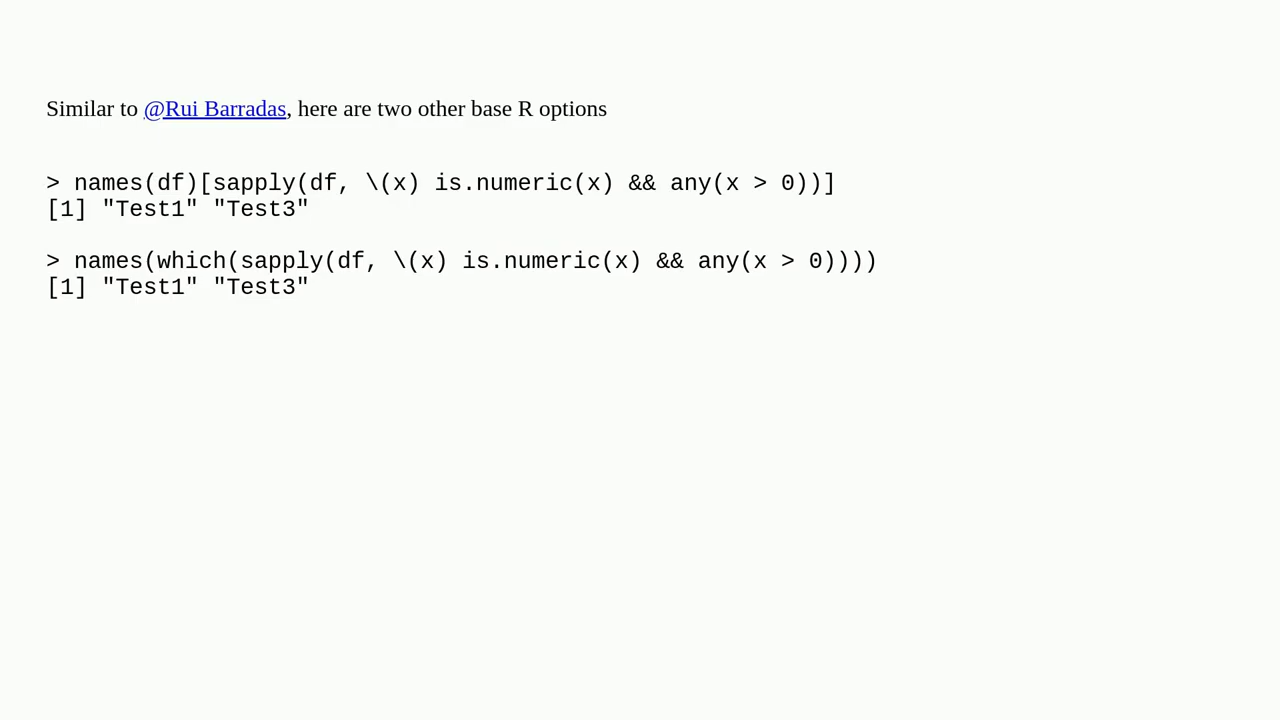 Similar to @Rui Barradas, here are two other base R options
> names(df)[sapply(df, \(x) is.numeric(x) && any(x > 0))]
[1] "Test1" "Test3"
> names(which(sapply(df, \(x) is.numeric(x) && any(x > 0))))
[1] "Test1" "Test3"